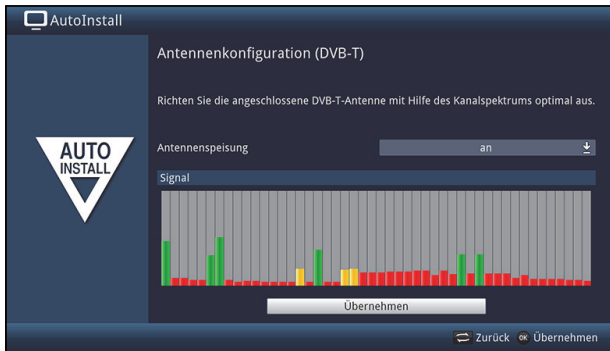 AutoInstall
Antennenkonfiguration (DVB-T)
Richten Sie die angeschlossene DVB-T-Antenne mit Hilfe des Kanalspektrums optimal aus.
AUTO
INSTALL
Antennenspeisung an
Signal
Übernehmen
Zurück OK Übernehmen